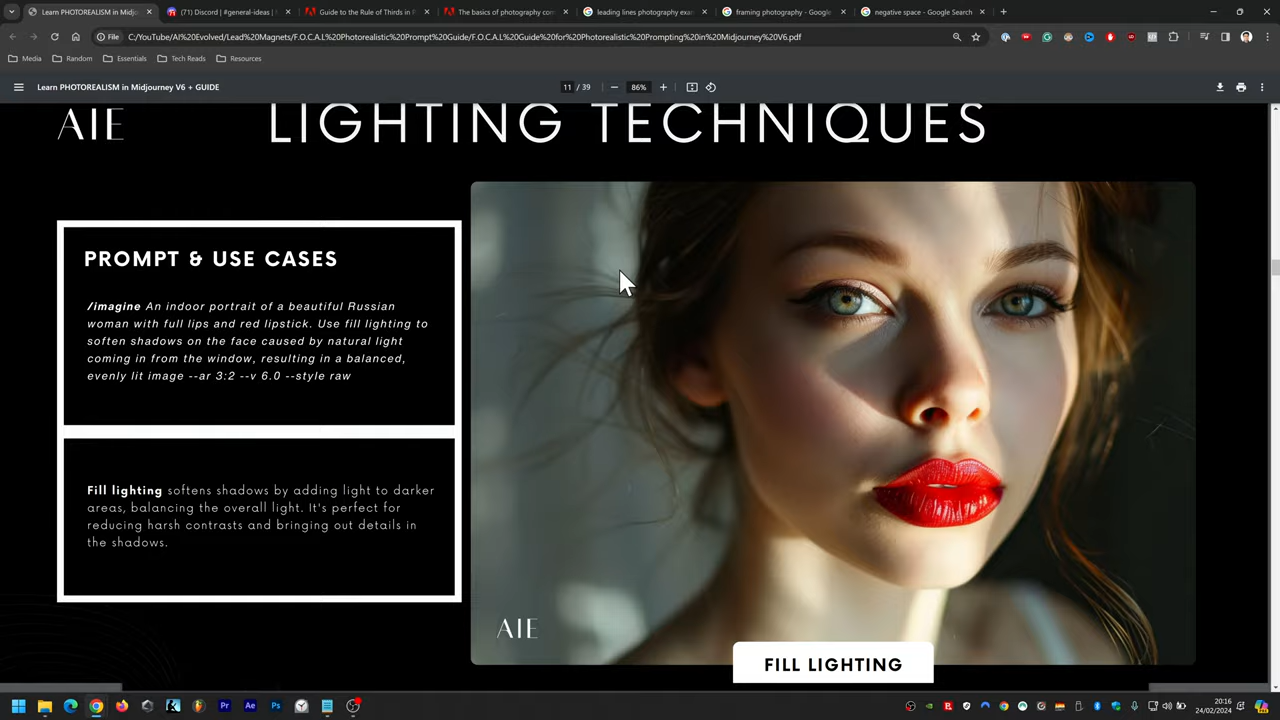 Learn PHOTOREALISM in Midjo
(71) Discord | #general-ideas | M
Guide to the Rule of Thirds in P
The basics of photography com
leading lines photography exa
framing photography - Google
negative space - Google Search
File
C:/YouTube/AI%20Evolved/Lead%20Magnets/F.O.C.A.L%20Photorealistic%20Prompt%20Guide/F.O.C.A.L%20Guide%20for%20Photorealistic%20Prompting%20in%20Midjourney%20V6.pdf
Media
Random
Essentials
Tech Reads
Resources
Learn PHOTOREALISM in Midjourney V6 + GUIDE
11 / 39
86%
AIE
LIGHTING TECHNIQUES
PROMPT & USE CASES
/imagine An indoor portrait of a beautiful Russian
woman with full lips and red lipstick. Use fill lighting to
soften shadows on the face caused by natural light
coming in from the window, resulting in a balanced,
evenly lit image --ar 3:2 --v 6.0 --style raw
Fill lighting softens shadows by adding light to darker
areas, balancing the overall light. It's perfect for
reducing harsh contrasts and bringing out details in
the shadows.
AIE
FILL LIGHTING
Pr
Ae
Ps
20:16
24/02/2024